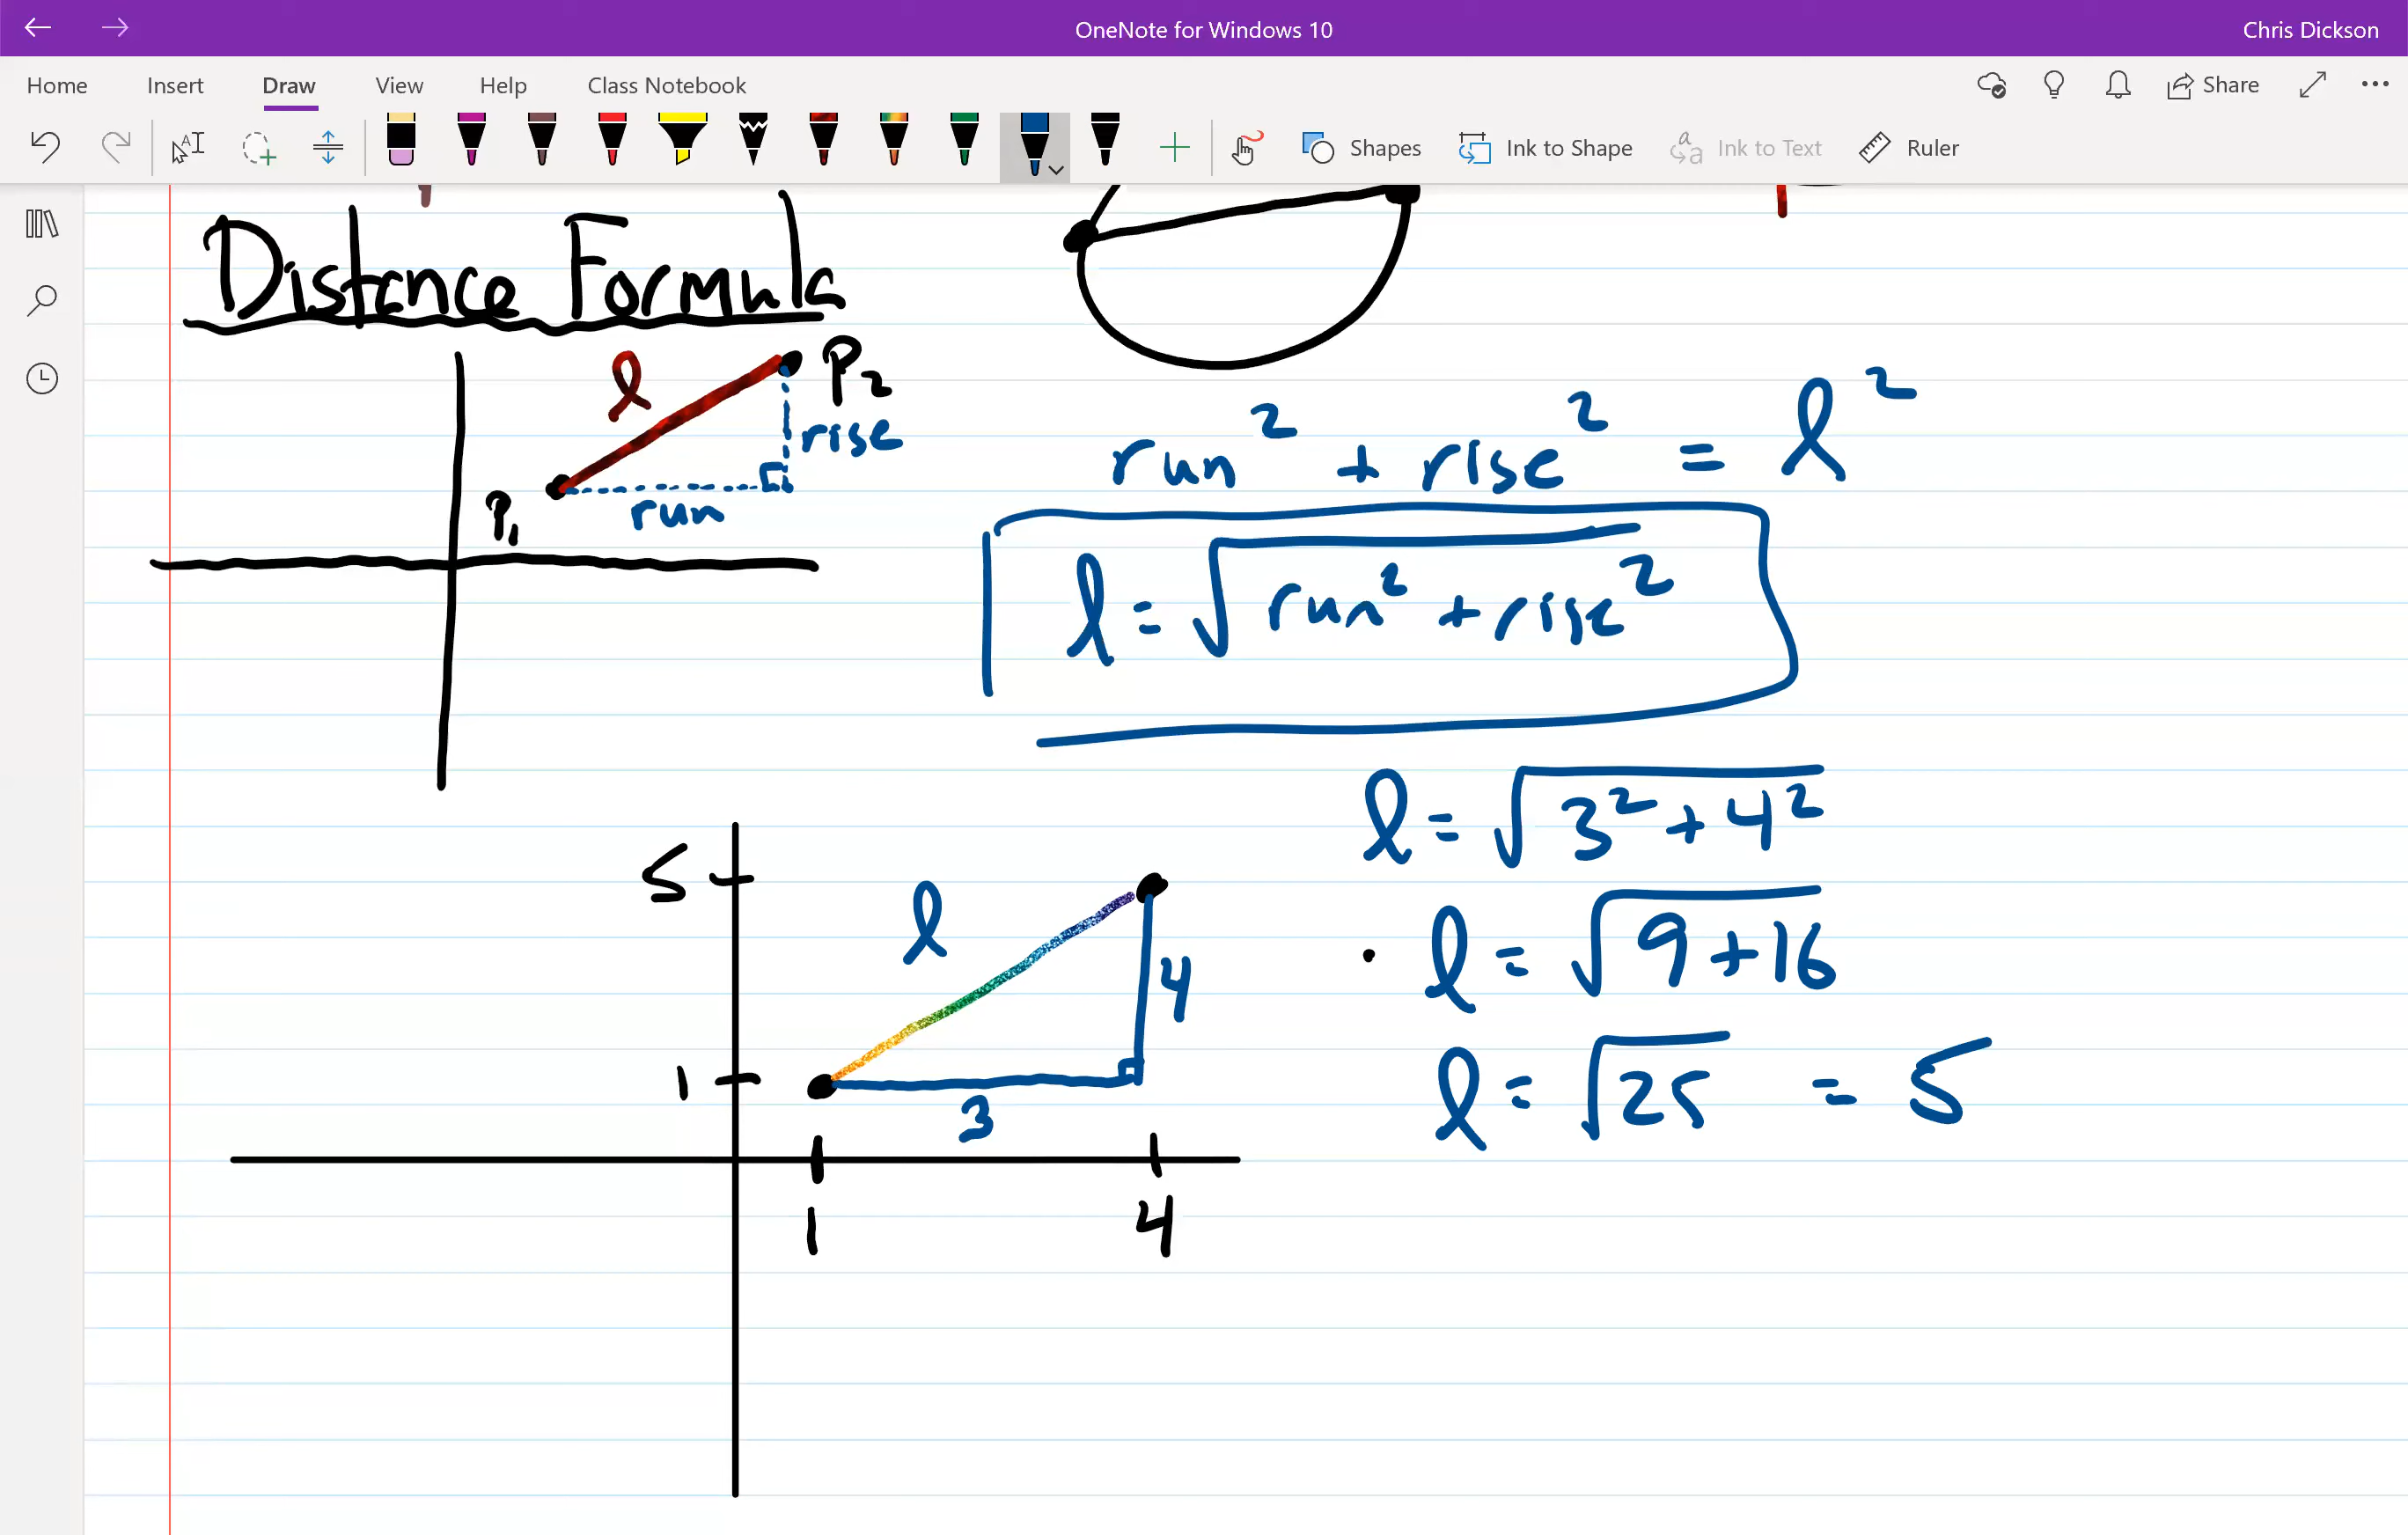 OneNote for Windows 10
Chris Dickson
Home Insert Draw View Help Class Notebook
Share
Shapes Ink to Shape Ink to Text Ruler
Distance Formula
l P₂
rise
P₁ run
run² + rise² = l²
l = √(run² + rise²)
l = √(3² + 4²)
l = √(9 + 16)
l = √25 = 5
5
l
4
1
3
1 4